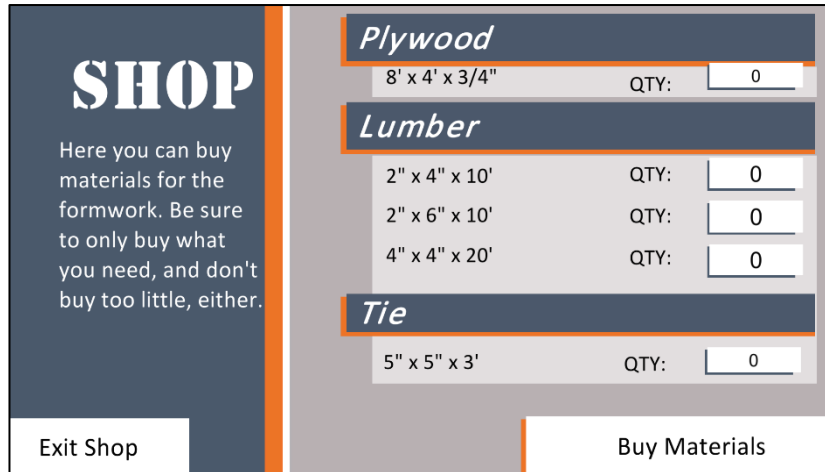 SHOP
Here you can buy
materials for the
formwork. Be sure
to only buy what
you need, and don't
buy too little, either.
Exit Shop
Plywood
8' x 4' x 3/4" QTY: 0
Lumber
2" x 4" x 10' QTY: 0
2" x 6" x 10' QTY: 0
4" x 4" x 20' QTY: 0
Tie
5" x 5" x 3' QTY: 0
Buy Materials